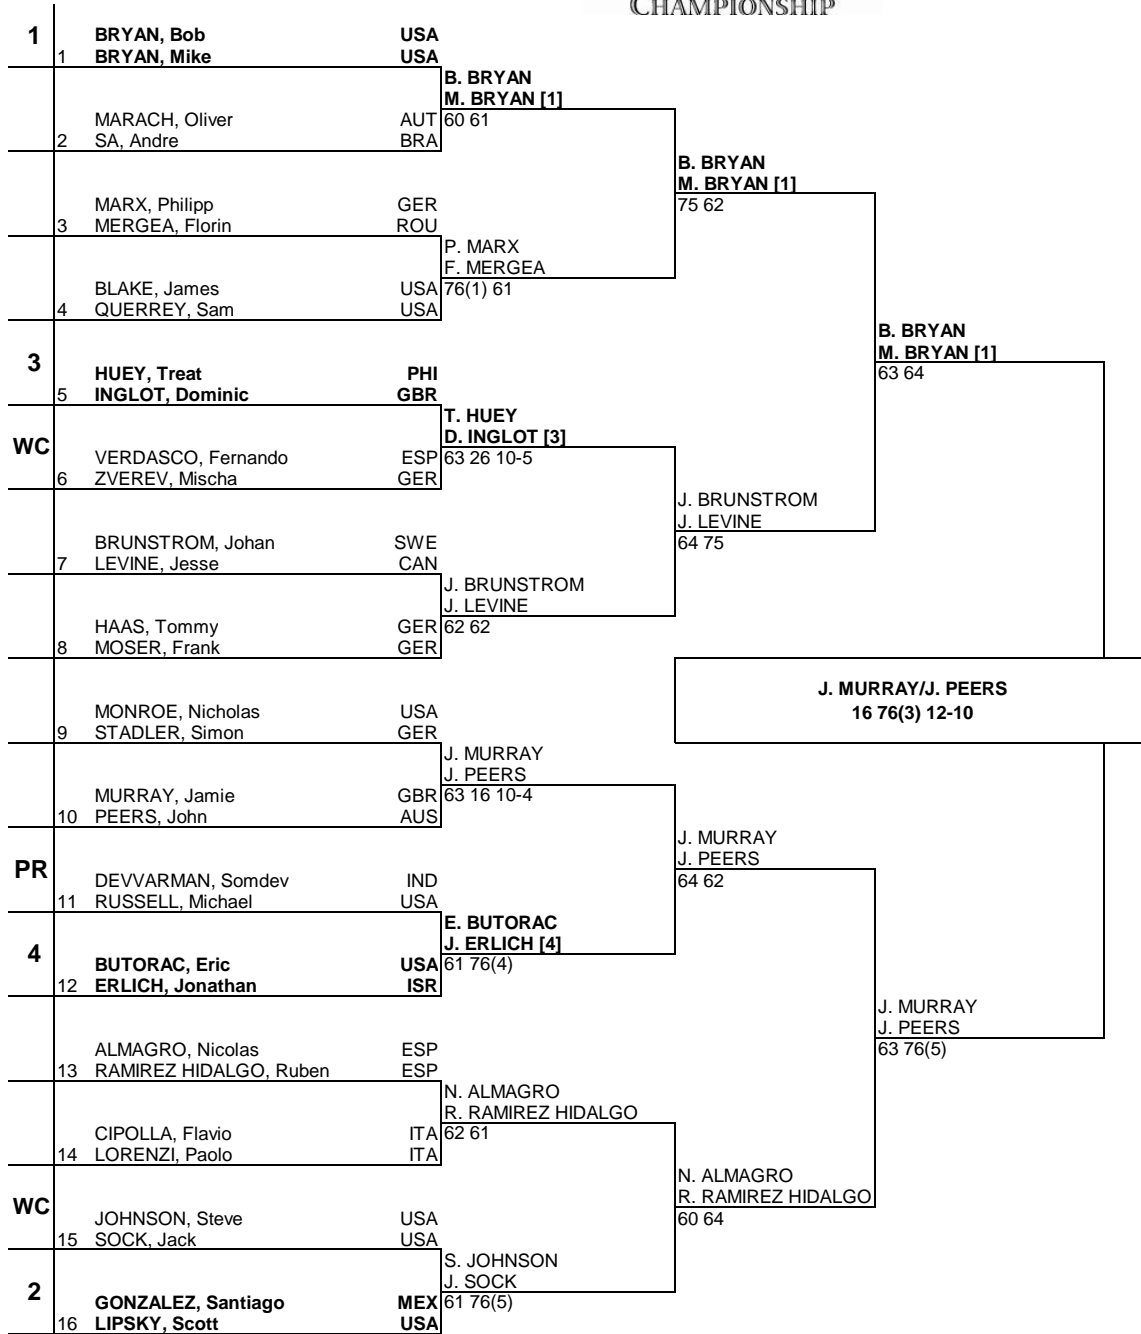 CHAMPIONSHIP
1 BRYAN, Bob USA
1 BRYAN, Mike USA
B. BRYAN
M. BRYAN [1]
MARACH, Oliver AUT 60 61
2 SA, Andre BRA
B. BRYAN
M. BRYAN [1]
MARX, Philipp GER 75 62
3 MERGEA, Florin ROU
P. MARX
F. MERGEA
BLAKE, James USA 76(1) 61
4 QUERREY, Sam USA
B. BRYAN
3 M. BRYAN [1]
HUEY, Treat PHI 63 64
5 INGLOT, Dominic GBR
T. HUEY
WC D. INGLOT [3]
VERDASCO, Fernando ESP 63 26 10-5
6 ZVEREV, Mischa GER
J. BRUNSTROM
J. LEVINE
BRUNSTROM, Johan SWE 64 75
7 LEVINE, Jesse CAN
J. BRUNSTROM
J. LEVINE
HAAS, Tommy GER 62 62
8 MOSER, Frank GER
J. MURRAY/J. PEERS
16 76(3) 12-10
MONROE, Nicholas USA
9 STADLER, Simon GER
J. MURRAY
J. PEERS
MURRAY, Jamie GBR 63 16 10-4
10 PEERS, John AUS
J. MURRAY
PR J. PEERS
DEVVARMAN, Somdev IND 64 62
11 RUSSELL, Michael USA
E. BUTORAC
4 J. ERLICH [4]
BUTORAC, Eric USA 61 76(4)
12 ERLICH, Jonathan ISR
J. MURRAY
J. PEERS
ALMAGRO, Nicolas ESP 63 76(5)
13 RAMIREZ HIDALGO, Ruben ESP
N. ALMAGRO
R. RAMIREZ HIDALGO
CIPOLLA, Flavio ITA 62 61
14 LORENZI, Paolo ITA
N. ALMAGRO
WC R. RAMIREZ HIDALGO
JOHNSON, Steve USA 60 64
15 SOCK, Jack USA
S. JOHNSON
2 J. SOCK
GONZALEZ, Santiago MEX 61 76(5)
16 LIPSKY, Scott USA